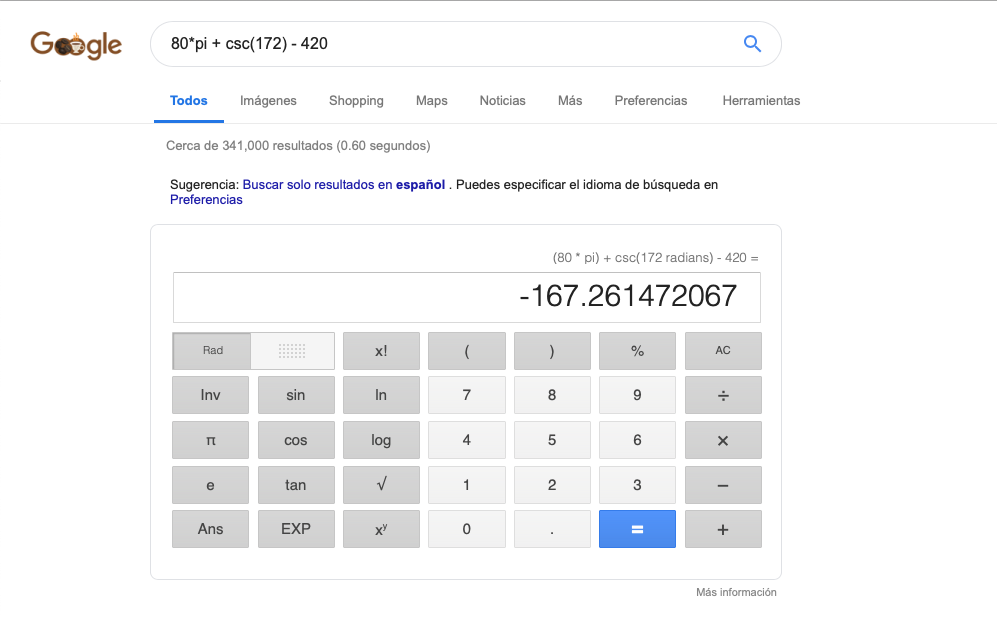 Google
80*pi + csc(172) - 420
Todos Imágenes Shopping Maps Noticias Más Preferencias Herramientas
Cerca de 341,000 resultados (0.60 segundos)
Sugerencia: Buscar solo resultados en español . Puedes especificar el idioma de búsqueda en
Preferencias
(80 * pi) + csc(172 radians) - 420 =
-167.261472067
Rad x! ( ) % AC
Inv sin ln 7 8 9 ÷
π cos log 4 5 6 ×
e tan √ 1 2 3 −
Ans EXP xʸ 0 . = +
Más información